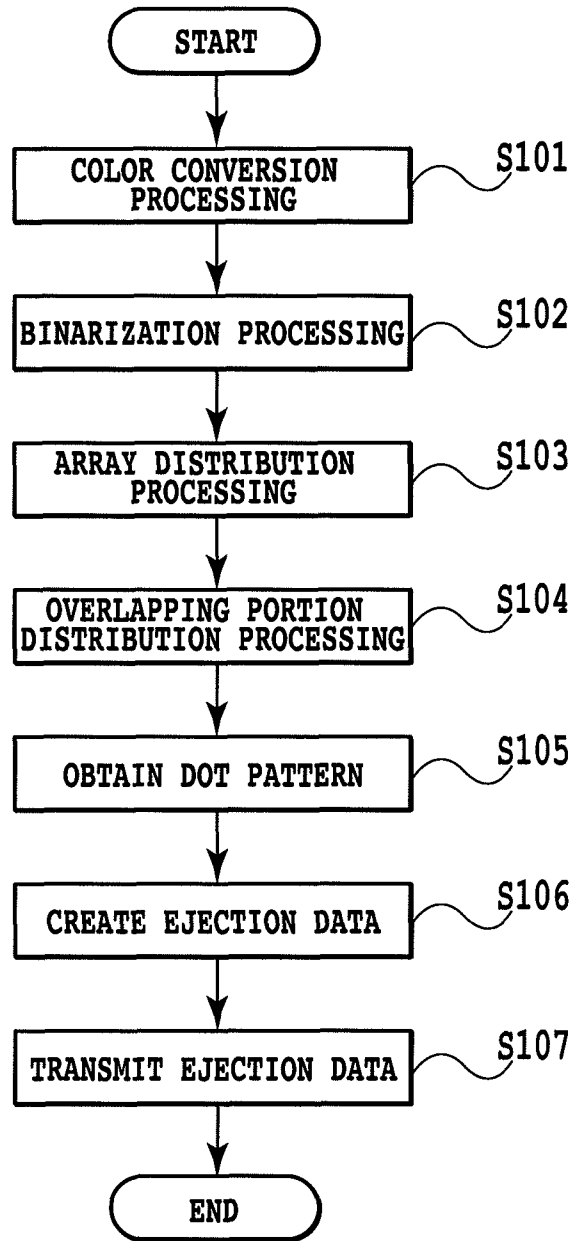 START
COLOR CONVERSION
PROCESSING
S101
BINARIZATION PROCESSING
S102
ARRAY DISTRIBUTION
PROCESSING
S103
OVERLAPPING PORTION
DISTRIBUTION PROCESSING
S104
OBTAIN DOT PATTERN
S105
CREATE EJECTION DATA
S106
TRANSMIT EJECTION DATA
S107
END